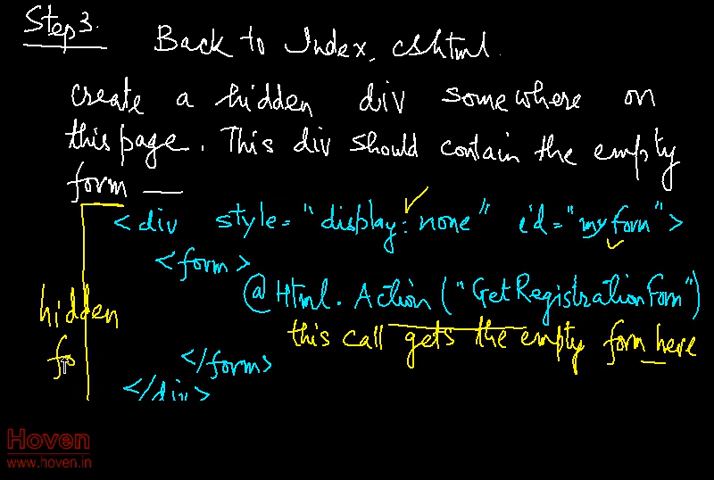 Step 3. Back to Index.cshtml.
create a hidden div somewhere on
this page. This div should contain the empty
form —
<div style="display:none" id="myform">
<form>
@Html.Action("GetRegistrationForm")
hidden
this call gets the empty form here
fo
</form>
</div>
Hoven
www.hoven.in